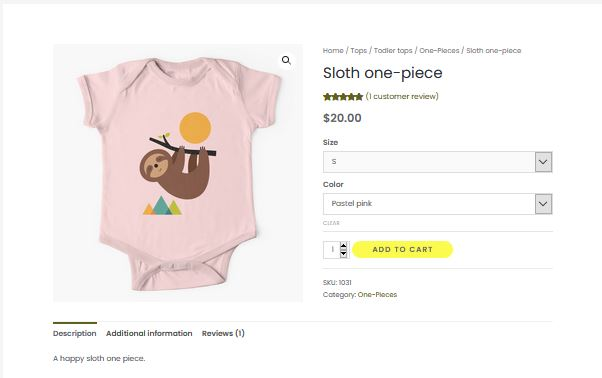 Home / Tops / Todler tops / One-Pieces / Sloth one-piece
Sloth one-piece
(1 customer review)
$20.00
Size
S
Color
Pastel pink
CLEAR
1 ADD TO CART
SKU: 1031
Category: One-Pieces
Description Additional information Reviews (1)
A happy sloth one piece.